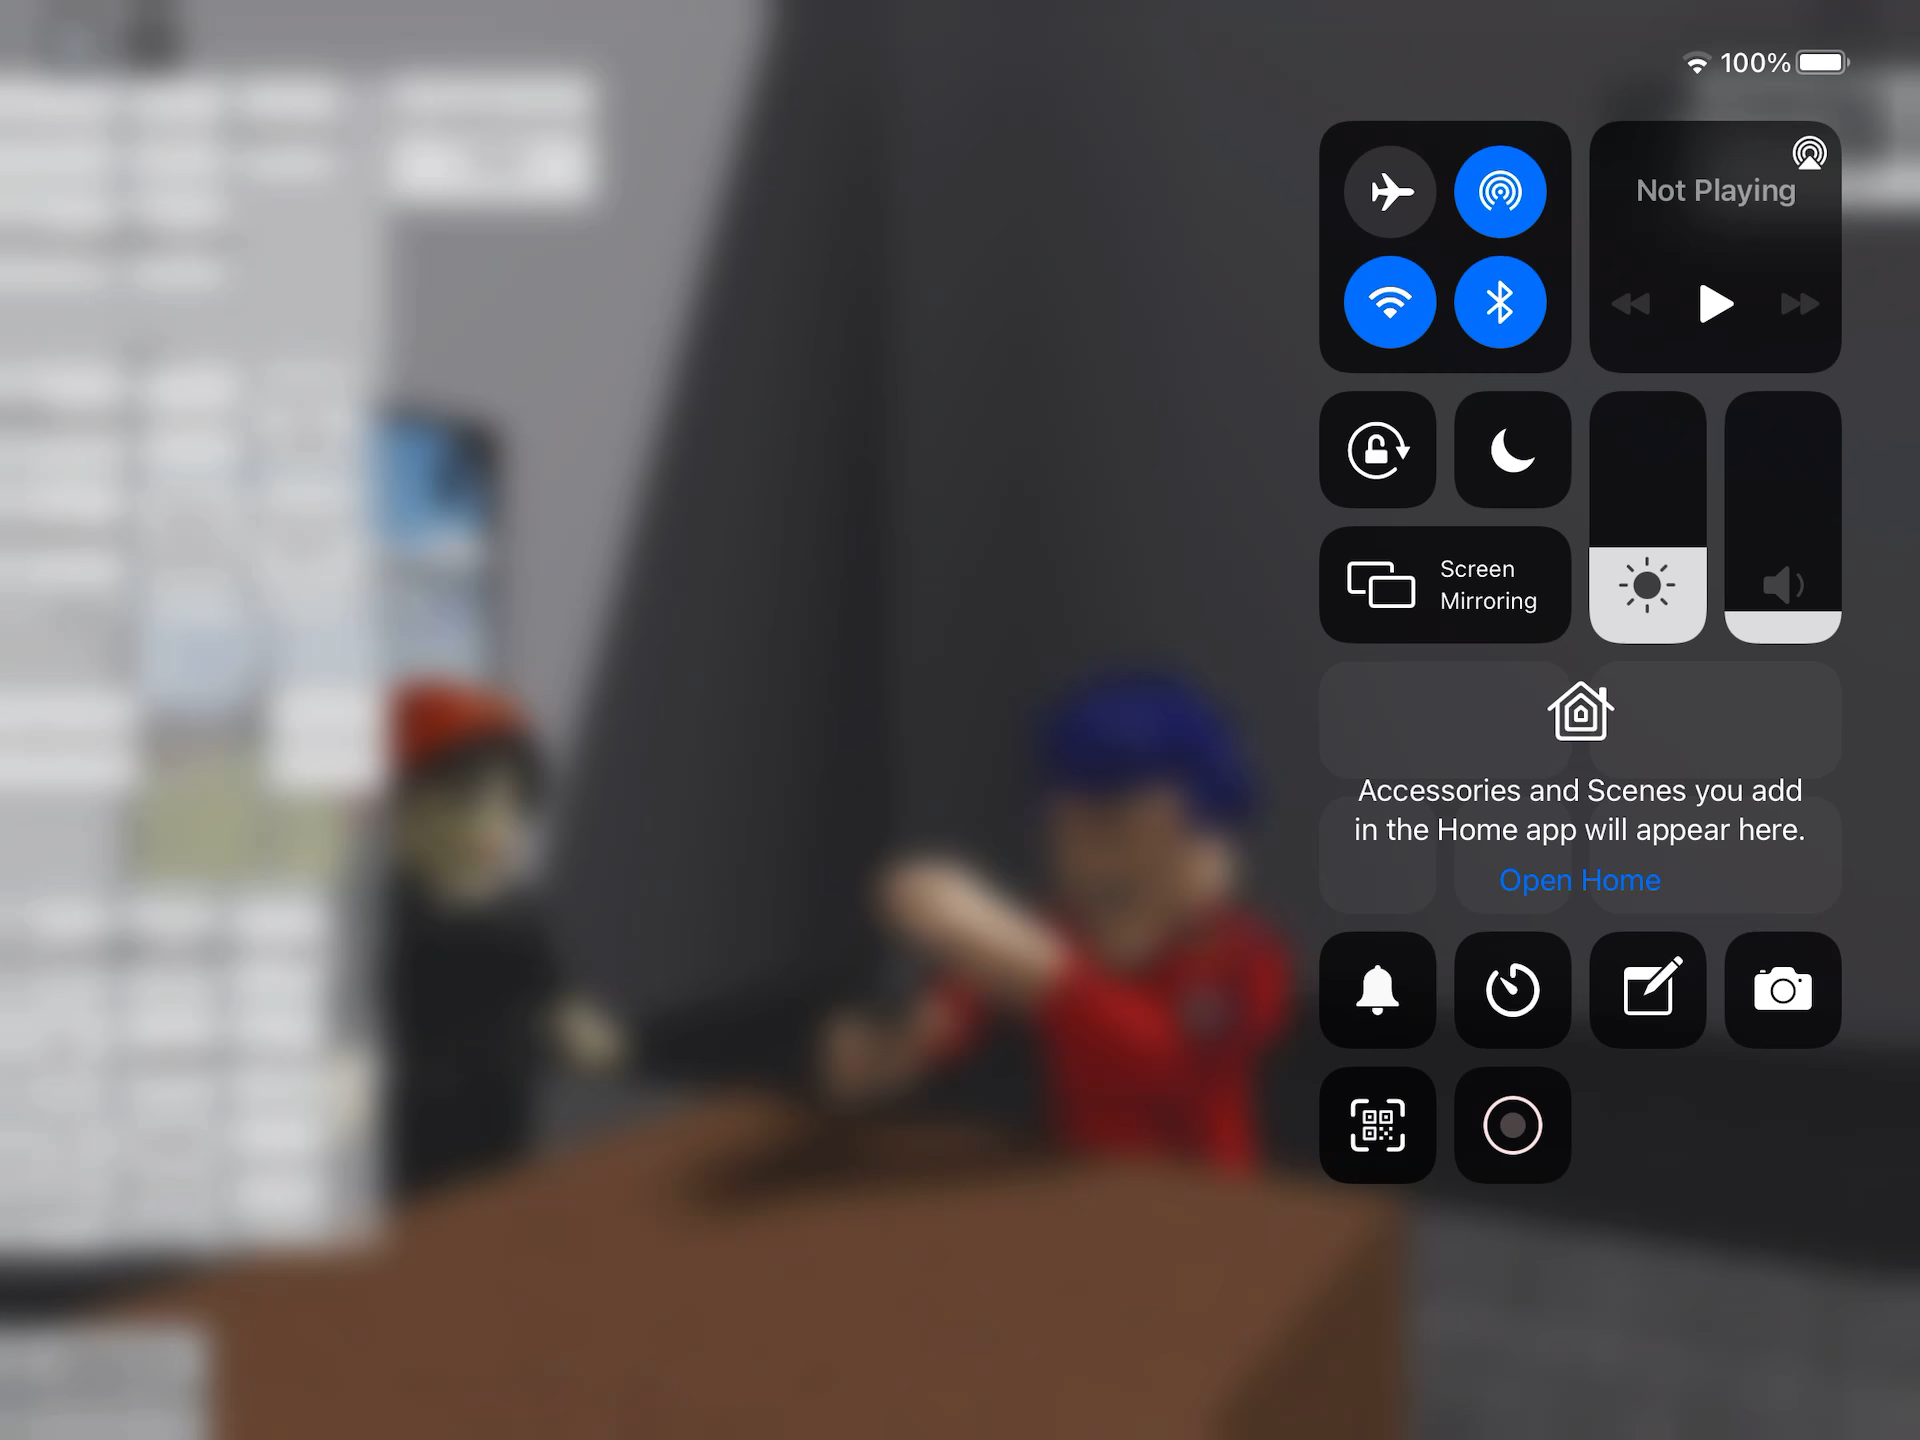 100%
Not Playing
Screen
Mirroring
Accessories and Scenes you add
in the Home app will appear here.
Open Home